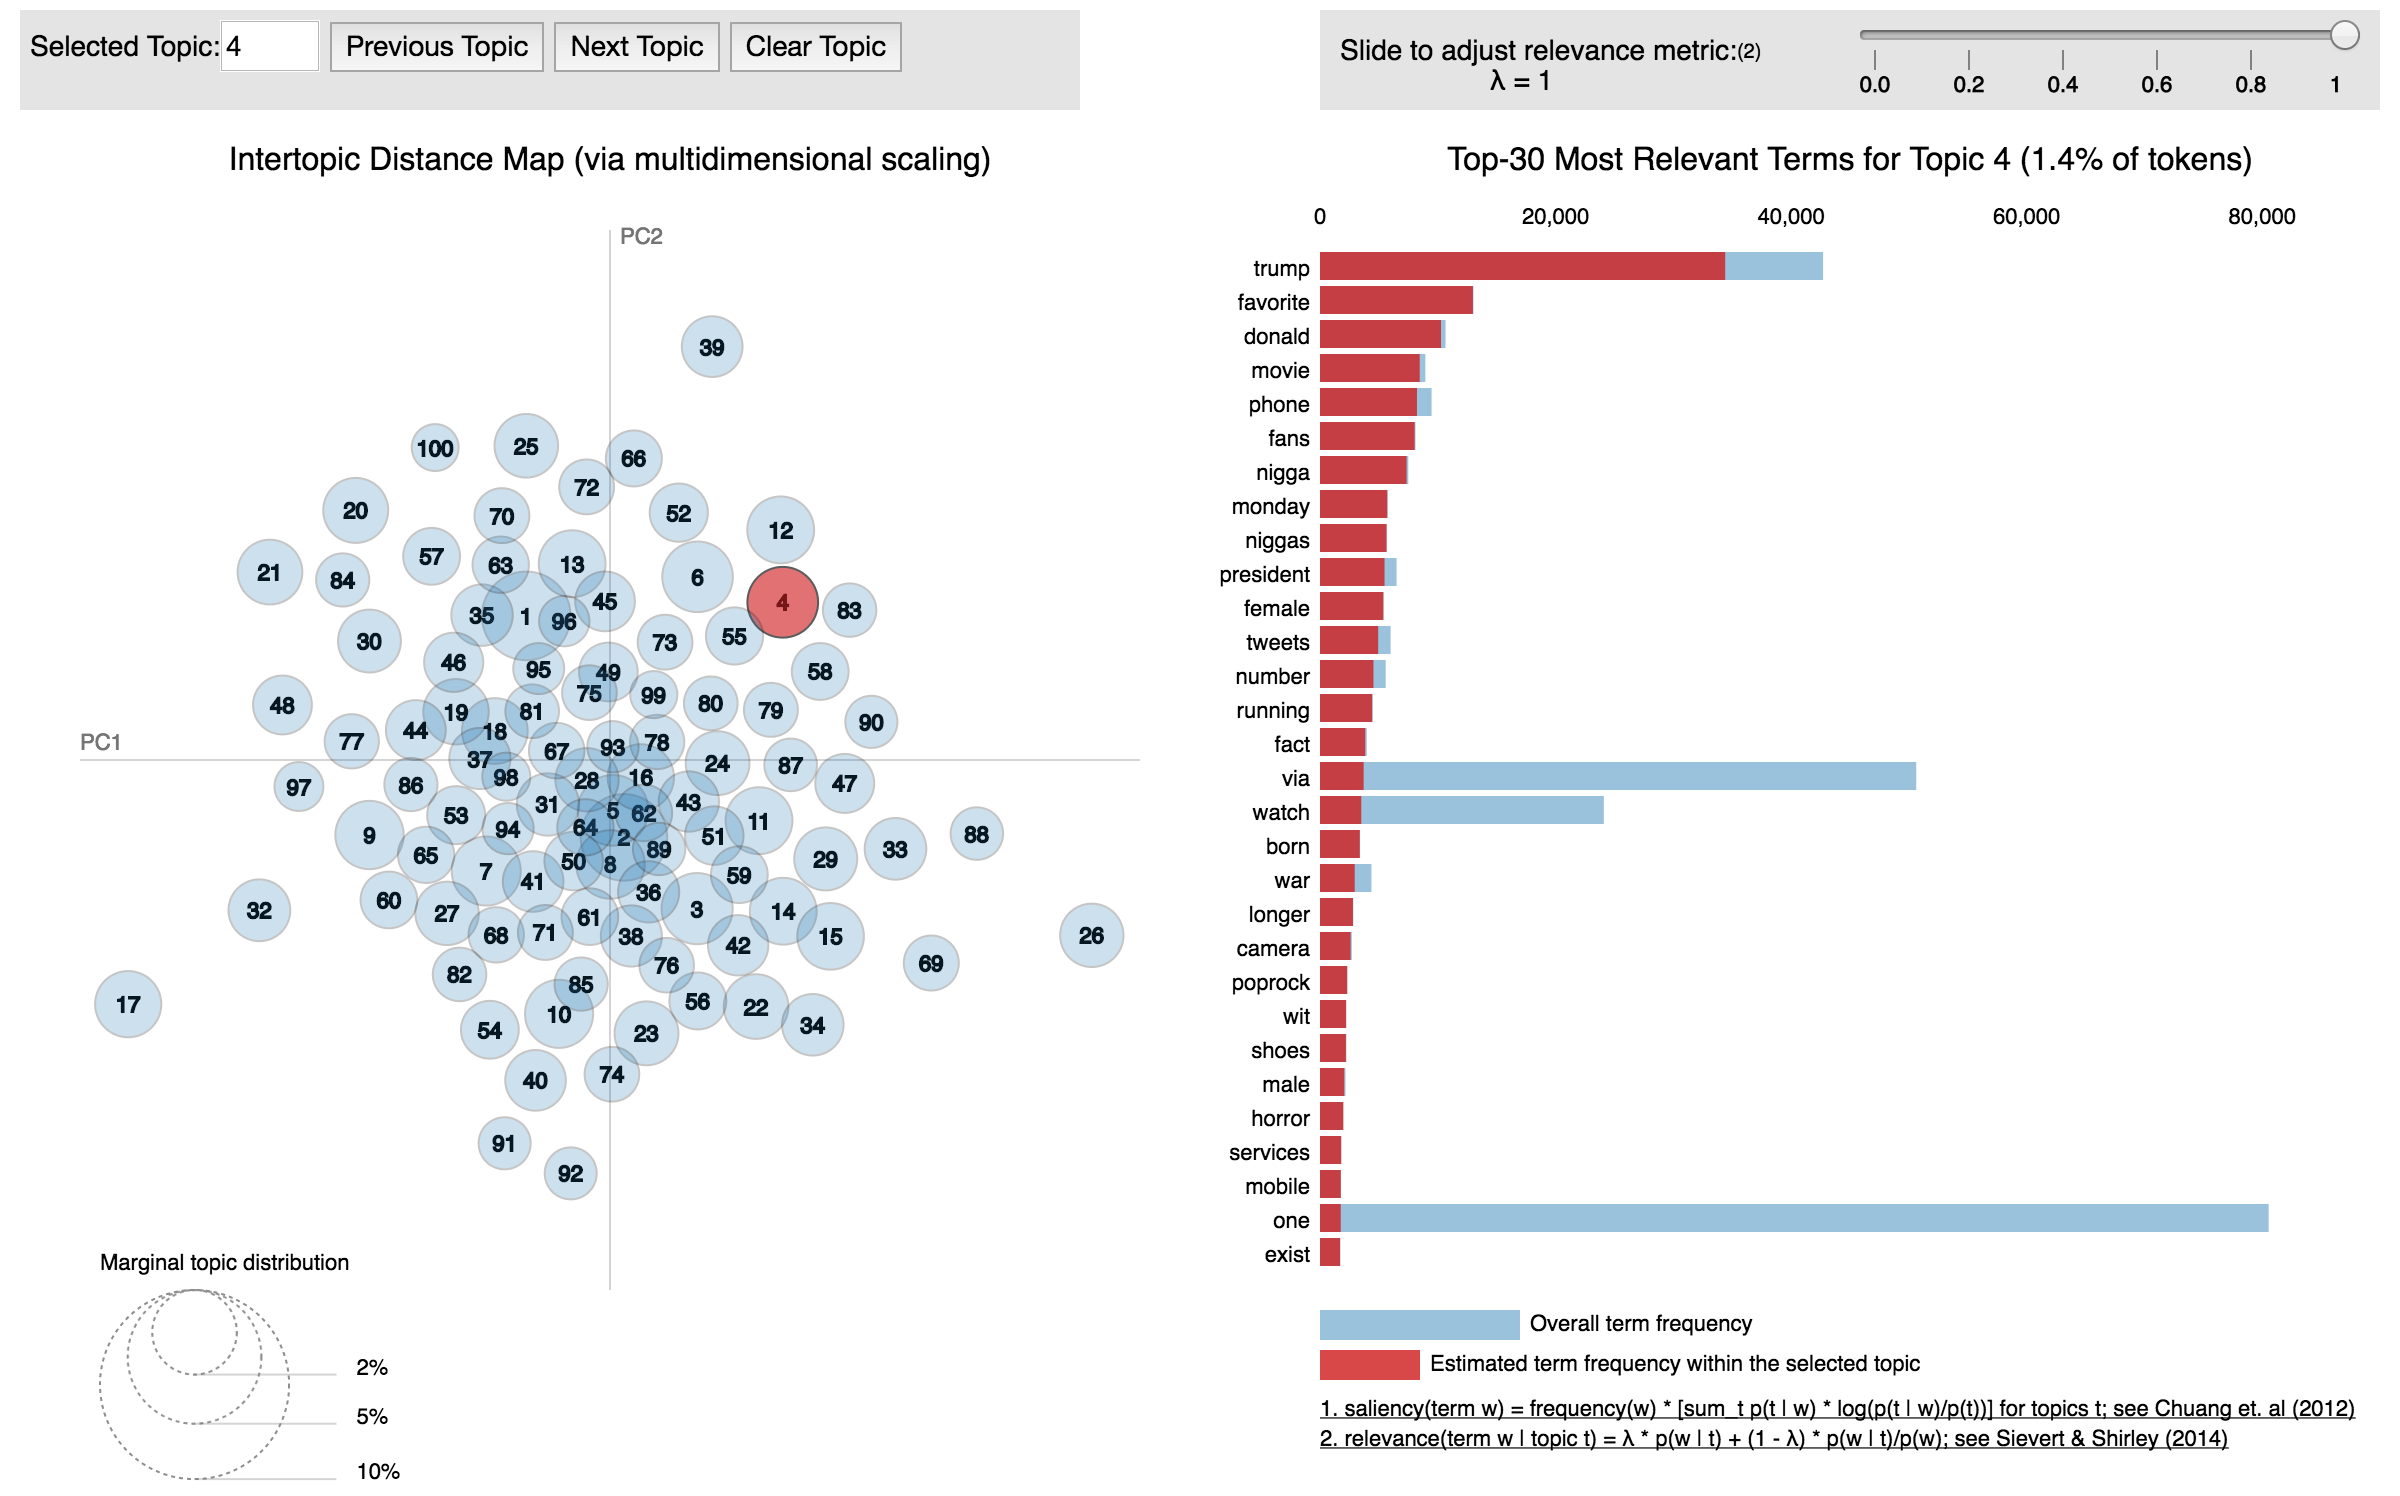 Selected Topic: 4 Previous Topic Next Topic Clear Topic
Slide to adjust relevance metric:(2)
λ = 1
0.0 0.2 0.4 0.6 0.8 1
Intertopic Distance Map (via multidimensional scaling)
PC2
PC1
39
100
25
66
72
20
70
52
12
57
63
13
6
21
84
35
1
96
45
4
83
30
73
55
46
95
49
58
75
99
48
19
81
80
79
44
18
90
77
67
93
78
37
24
87
97
86
98
28
16
47
31
43
53
5
62
11
9
94
64
2
51
88
65
50
8
89
33
29
7
41
59
36
32
60
27
61
3
14
68
71
38
42
15
26
82
76
69
17
85
10
56
22
54
23
34
40
74
91
92
Marginal topic distribution
2%
5%
10%
Top-30 Most Relevant Terms for Topic 4 (1.4% of tokens)
0 20,000 40,000 60,000 80,000
trump
favorite
donald
movie
phone
fans
nigga
monday
niggas
president
female
tweets
number
running
fact
via
watch
born
war
longer
camera
poprock
wit
shoes
male
horror
services
mobile
one
exist
Overall term frequency
Estimated term frequency within the selected topic
1. saliency(term w) = frequency(w) * [sum_t p(t | w) * log(p(t | w)/p(t))] for topics t; see Chuang et. al (2012)
2. relevance(term w | topic t) = λ * p(w | t) + (1 - λ) * p(w | t)/p(w); see Sievert & Shirley (2014)